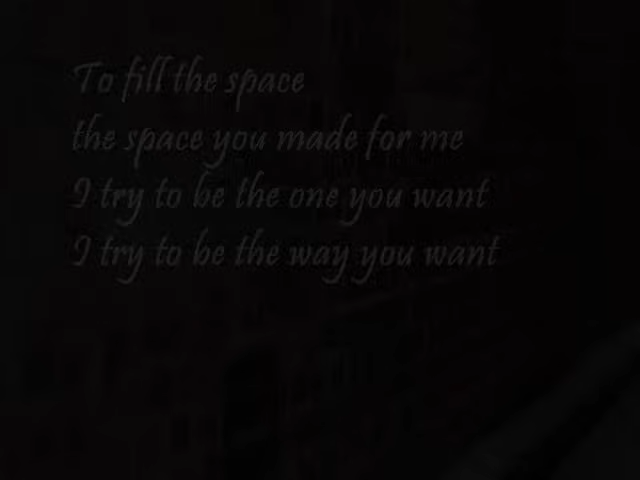 To fill the space
the space you made for me
I try to be the one you want
I try to be the way you want